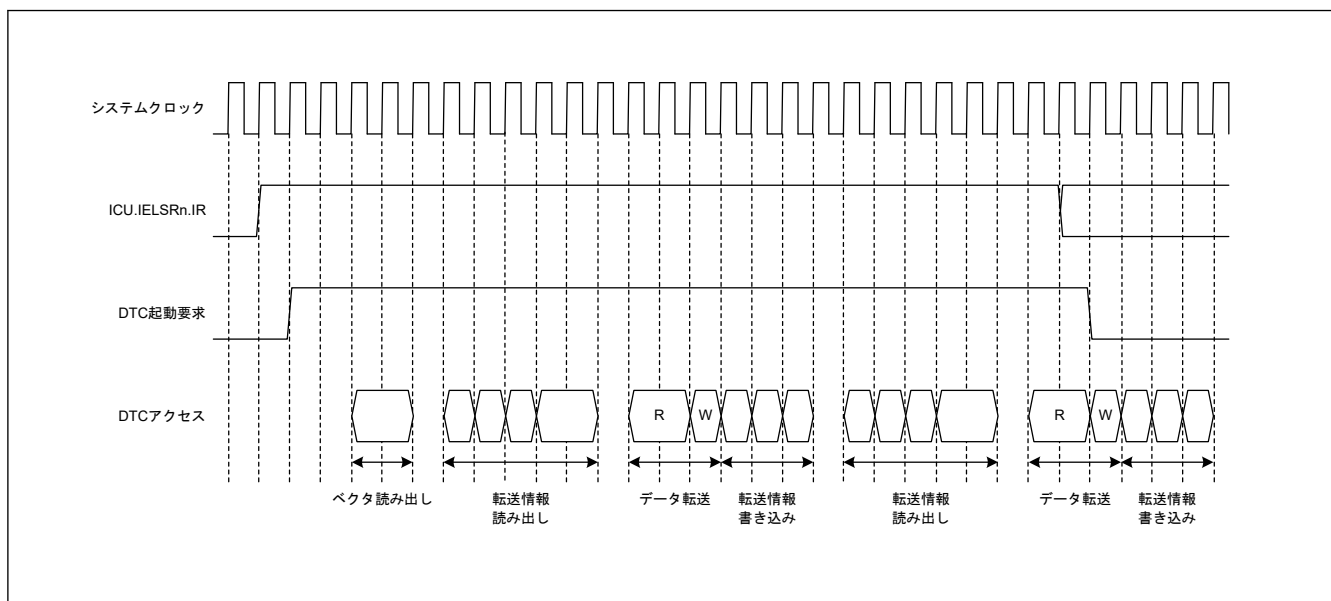 システムクロック
ICU.IELSRn.IR
DTC起動要求
DTCアクセス
R
W
R
W
ベクタ読み出し
転送情報
読み出し
データ転送
転送情報
書き込み
転送情報
読み出し
データ転送
転送情報
書き込み